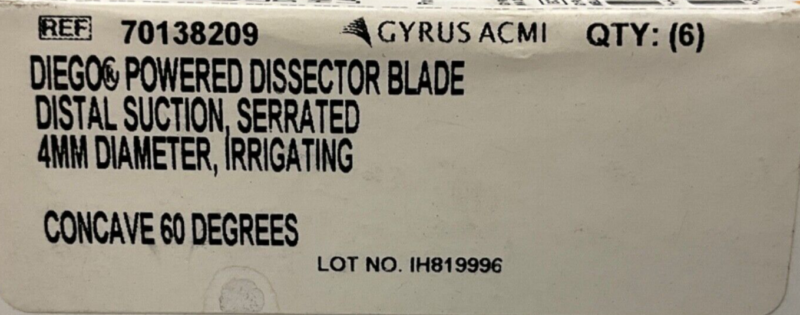 REF 70138209 GYRUS ACMI QTY: (6)
DIEGO® POWERED DISSECTOR BLADE
DISTAL SUCTION, SERRATED
4MM DIAMETER, IRRIGATING
CONCAVE 60 DEGREES
LOT NO. IH819996